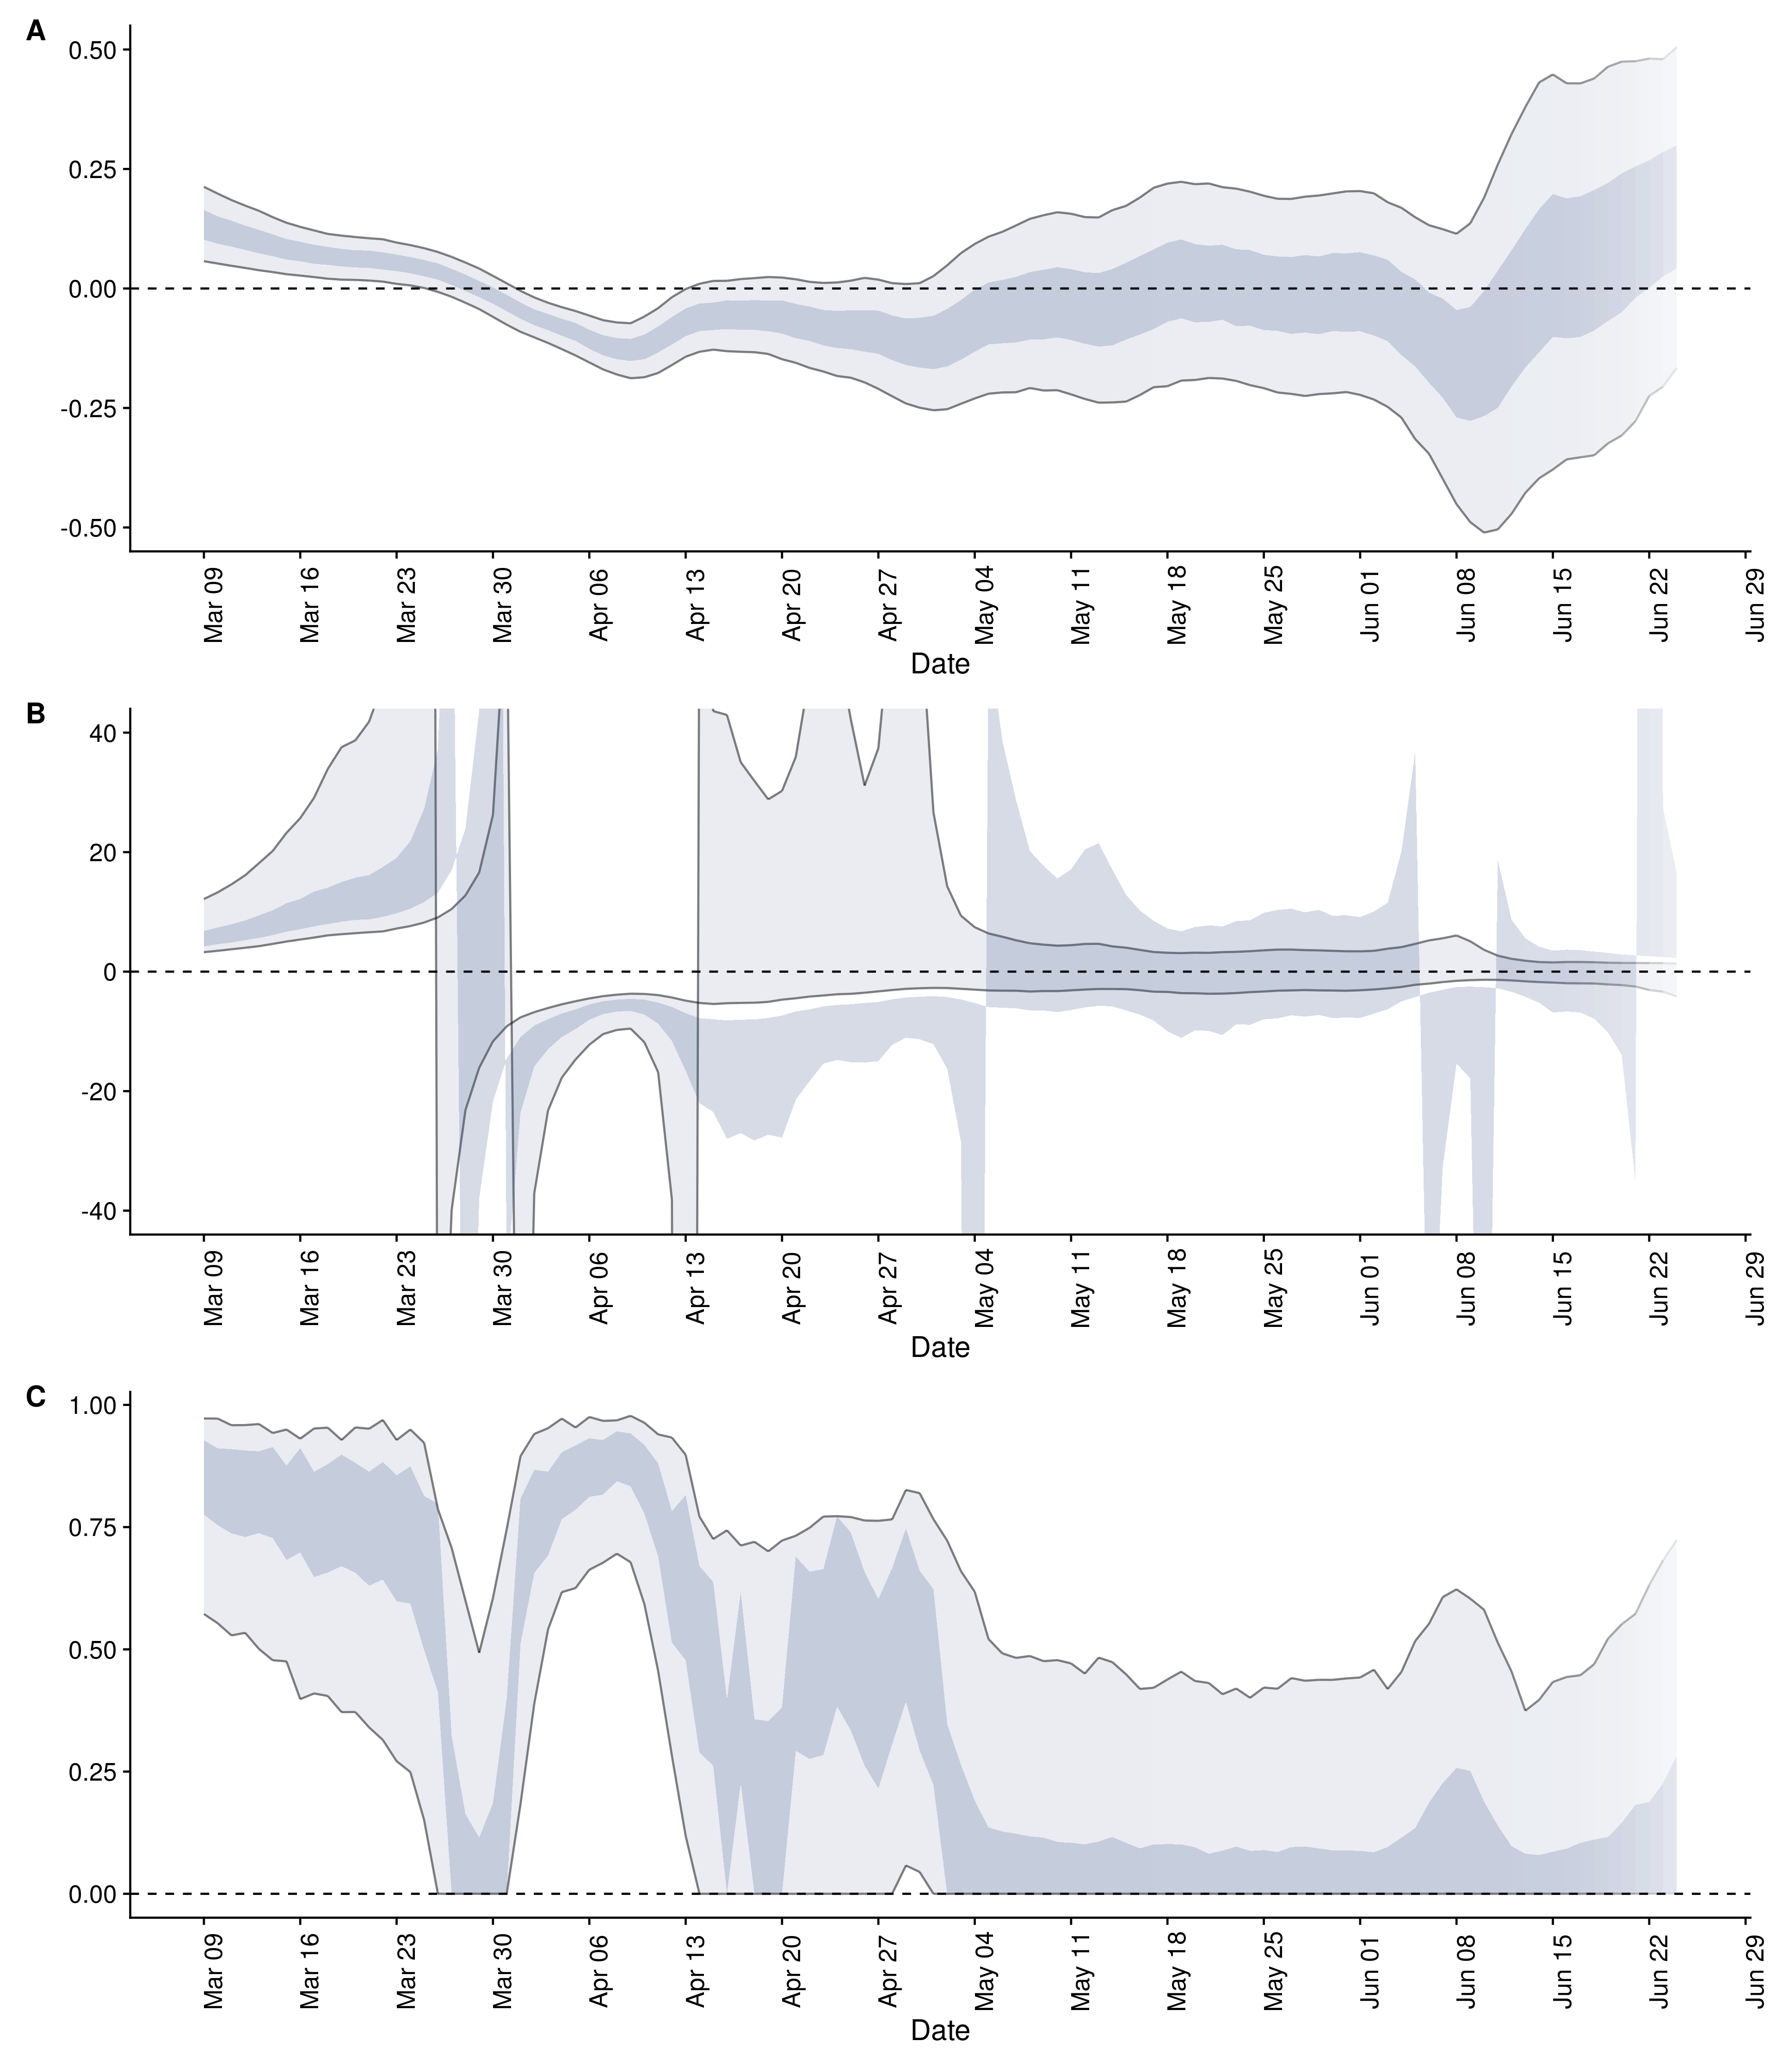 A
0.50
0.25
0.00
-0.25
-0.50
Mar 09
Mar 16
Mar 23
Mar 30
Apr 06
Apr 13
Apr 20
Apr 27
May 04
May 11
May 18
May 25
Jun 01
Jun 08
Jun 15
Jun 22
Jun 29
Date
B
40
20
0
-20
-40
Mar 09
Mar 16
Mar 23
Mar 30
Apr 06
Apr 13
Apr 20
Apr 27
May 04
May 11
May 18
May 25
Jun 01
Jun 08
Jun 15
Jun 22
Jun 29
Date
C
1.00
0.75
0.50
0.25
0.00
Mar 09
Mar 16
Mar 23
Mar 30
Apr 06
Apr 13
Apr 20
Apr 27
May 04
May 11
May 18
May 25
Jun 01
Jun 08
Jun 15
Jun 22
Jun 29
Date